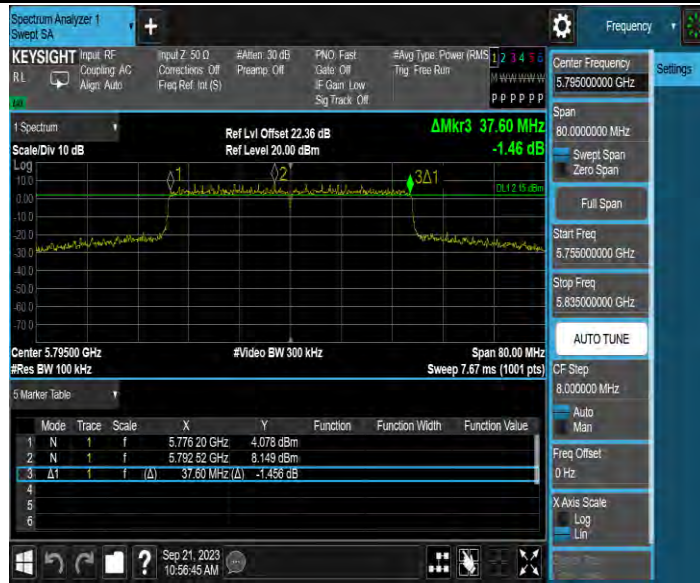 Spectrum Analyzer 1
Swept SA
+
Frequency
KEYSIGHT
RL
Input: RF
Coupling: AC
Align: Auto
Input Z: 50 Ω
Corrections: Off
Freq Ref: Int (S)
#Atten: 30 dB
Preamp: Off
PNO: Fast
Gate: Off
IF Gain: Low
Sig Track: Off
#Avg Type: Power (RMS
Trig: Free Run
1 2 3 4 5 6
M W W W W W
P P P P P P
1 Spectrum
Scale/Div 10 dB
Ref Lvl Offset 22.36 dB
Ref Level 20.00 dBm
ΔMkr3 37.60 MHz
-1.46 dB
Log
10.0
0.00
-10.0
-20.0
-30.0
-40.0
-50.0
-60.0
-70.0
1
2
3Δ1
DL1 2.15 dBm
Center 5.79500 GHz
#Res BW 100 kHz
#Video BW 300 kHz
Span 80.00 MHz
Sweep 7.67 ms (1001 pts)
5 Marker Table
Mode Trace Scale X Y Function Function Width Function Value
1 N 1 f 5.776 20 GHz 4.078 dBm
2 N 1 f 5.792 52 GHz 8.149 dBm
3 Δ1 1 f (Δ) 37.60 MHz (Δ) -1.456 dB
4
5
6
Sep 21, 2023
10:56:45 AM
Center Frequency
5.795000000 GHz
Settings
Span
80.0000000 MHz
Swept Span
Zero Span
Full Span
Start Freq
5.755000000 GHz
Stop Freq
5.835000000 GHz
AUTO TUNE
CF Step
8.000000 MHz
Auto
Man
Freq Offset
0 Hz
X Axis Scale
Log
Lin